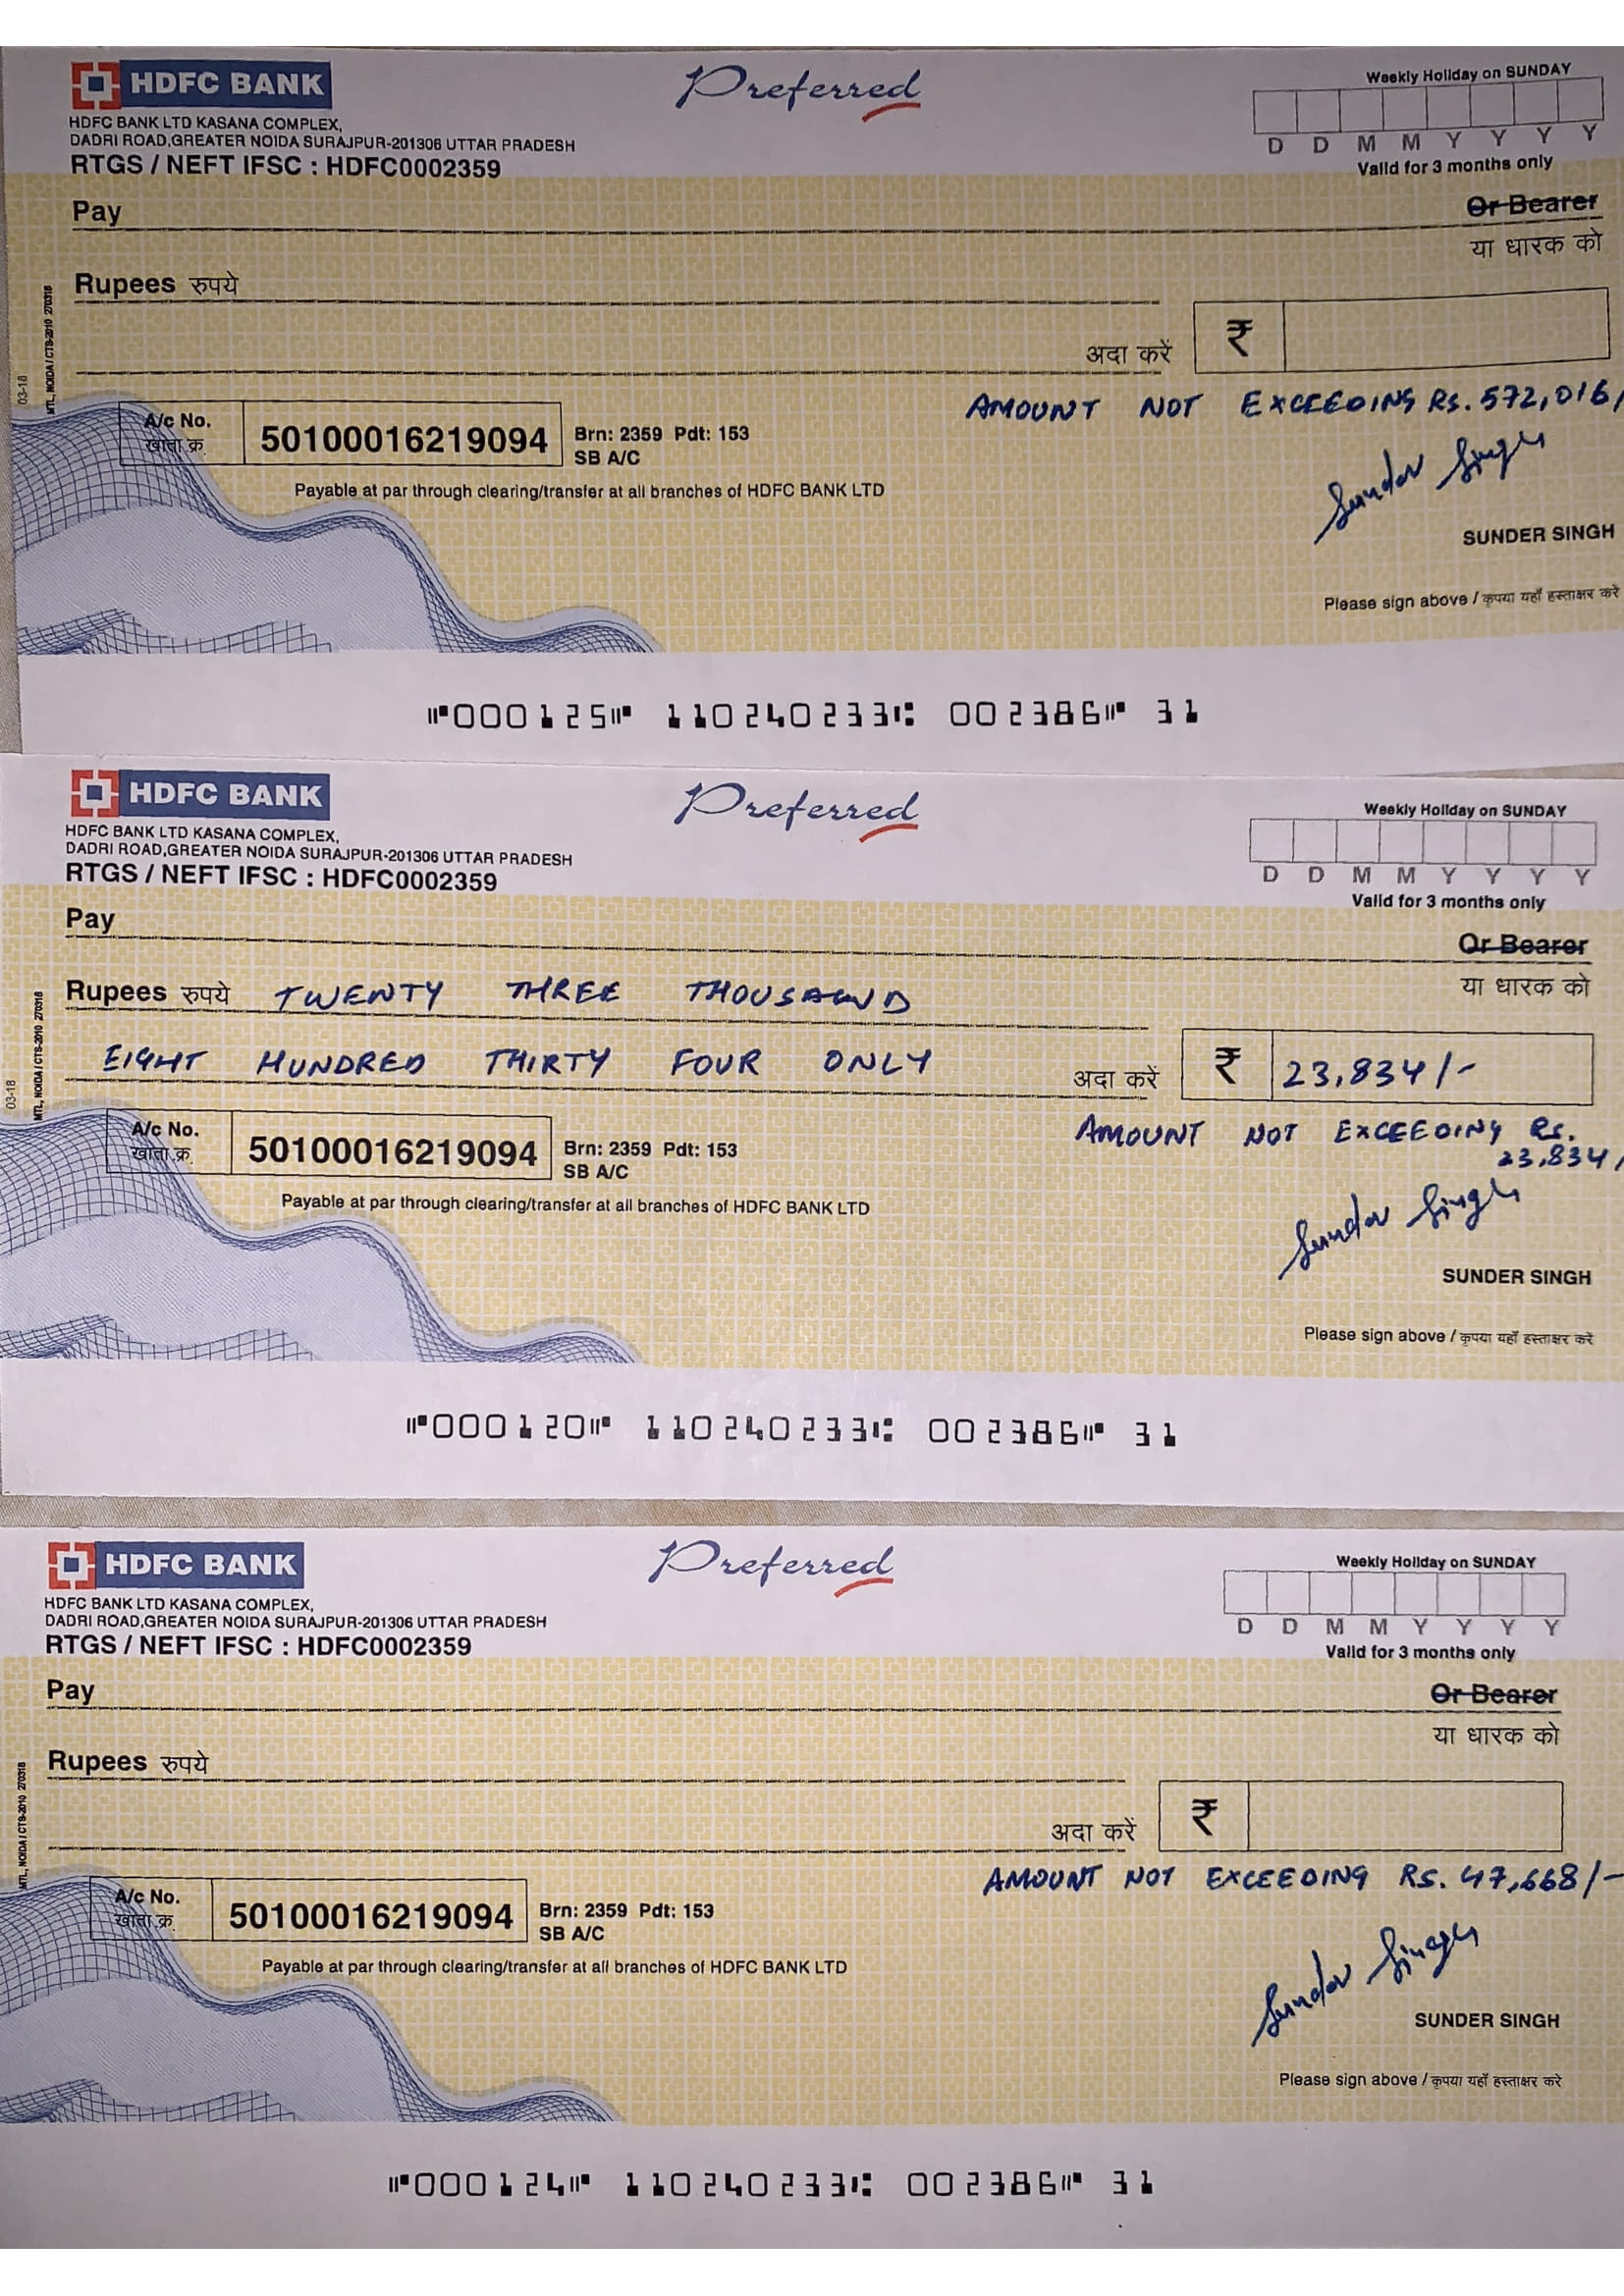 HDFC BANK
Preferred
Weekly Holiday on SUNDAY
HDFC BANK LTD KASANA COMPLEX,
DADRI ROAD,GREATER NOIDA SURAJPUR-201306 UTTAR PRADESH
D D M M Y Y Y Y
RTGS / NEFT IFSC : HDFC0002359
Valid for 3 months only
Pay
Or Bearer
या धारक को
Rupees रुपये
अदा करें ₹
03-18
MTL, NOIDA / CTS-2010 270318
AMOUNT NOT EXCEEDING RS. 572,016/
A/c No.
खाता क्र.
50100016219094
Brn: 2359 Pdt: 153
SB A/C
Payable at par through clearing/transfer at all branches of HDFC BANK LTD
Sunder Singh
SUNDER SINGH
Please sign above / कृपया यहाँ हस्ताक्षर करें
⑈000125⑈ 110240233⑆ 002386⑈ 31
HDFC BANK
Preferred
Weekly Holiday on SUNDAY
HDFC BANK LTD KASANA COMPLEX,
DADRI ROAD,GREATER NOIDA SURAJPUR-201306 UTTAR PRADESH
D D M M Y Y Y Y
RTGS / NEFT IFSC : HDFC0002359
Valid for 3 months only
Pay
Or Bearer
या धारक को
Rupees रुपये TWENTY THREE THOUSAND
EIGHT HUNDRED THIRTY FOUR ONLY अदा करें ₹ 23,834/-
03-18
MTL, NOIDA / CTS-2010 270318
AMOUNT NOT EXCEEDING RS.
23,834/
A/c No.
खाता क्र.
50100016219094
Brn: 2359 Pdt: 153
SB A/C
Payable at par through clearing/transfer at all branches of HDFC BANK LTD
Sunder Singh
SUNDER SINGH
Please sign above / कृपया यहाँ हस्ताक्षर करें
⑈000120⑈ 110240233⑆ 002386⑈ 31
HDFC BANK
Preferred
Weekly Holiday on SUNDAY
HDFC BANK LTD KASANA COMPLEX,
DADRI ROAD,GREATER NOIDA SURAJPUR-201306 UTTAR PRADESH
D D M M Y Y Y Y
RTGS / NEFT IFSC : HDFC0002359
Valid for 3 months only
Pay
Or Bearer
या धारक को
Rupees रुपये
अदा करें ₹
MTL, NOIDA / CTS-2010 270318
AMOUNT NOT EXCEEDING RS. 47,668/-
A/c No.
खाता क्र.
50100016219094
Brn: 2359 Pdt: 153
SB A/C
Payable at par through clearing/transfer at all branches of HDFC BANK LTD
Sunder Singh
SUNDER SINGH
Please sign above / कृपया यहाँ हस्ताक्षर करें
⑈000124⑈ 110240233⑆ 002386⑈ 31